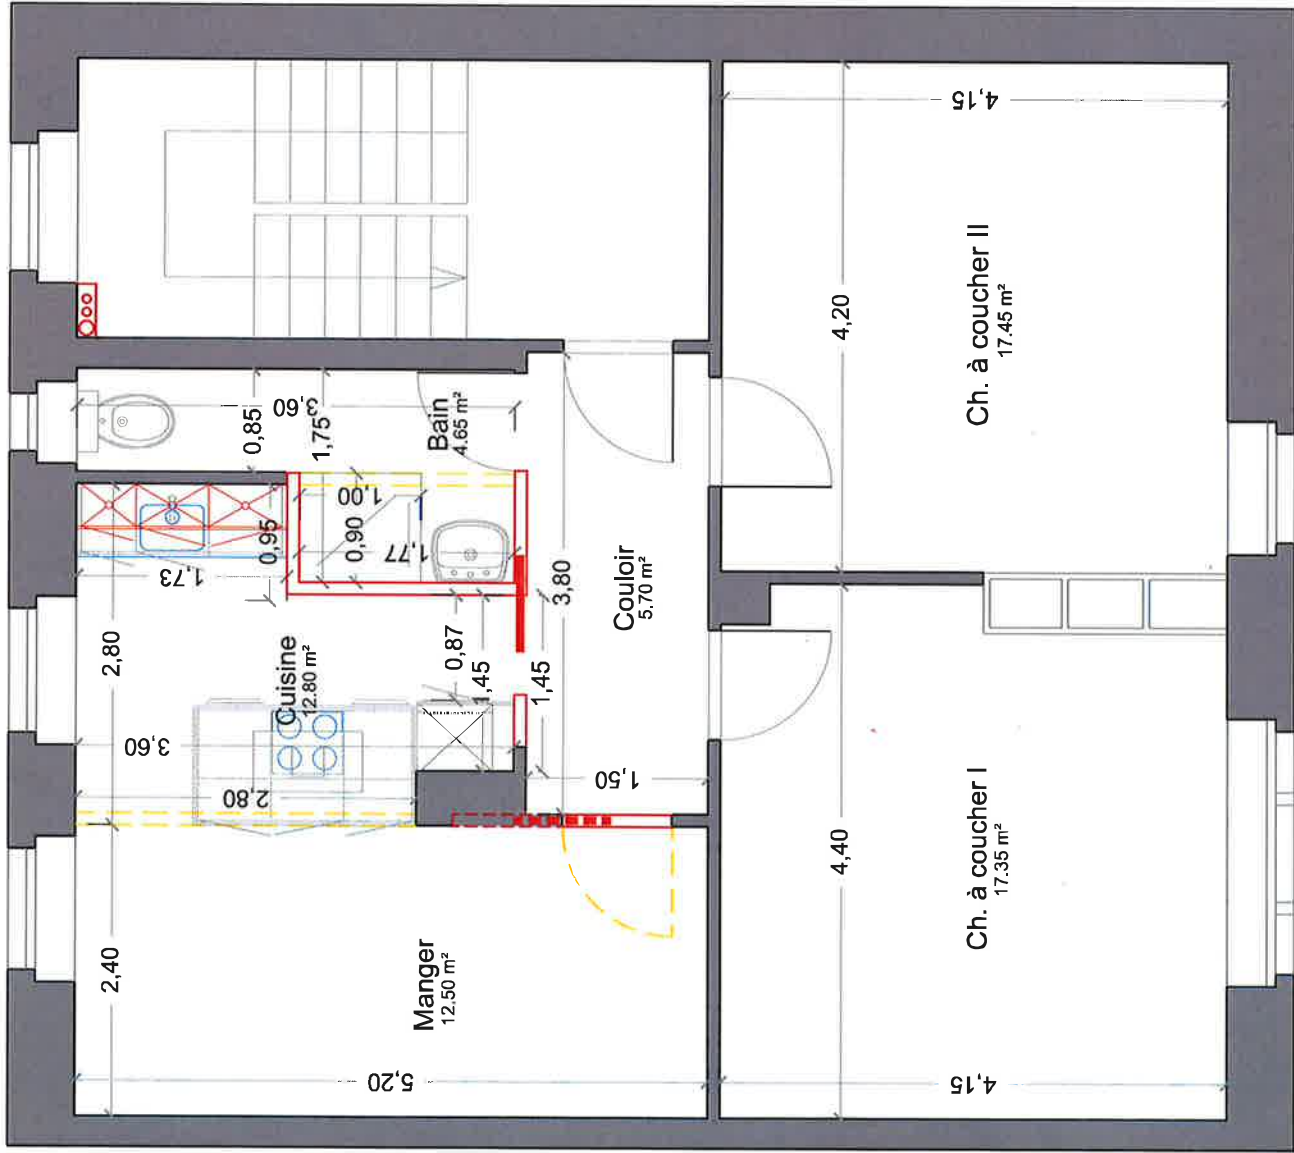 Manger
12.50 m²
2,40
5,20
Cuisine
12.80 m²
2,80
3,60
2,80
1,73
0,95
0,87
1,45
1,45
Bain
4.65 m²
3,60
0,85
1,75
1,00
0,90
1,77
Couloir
5.70 m²
3,80
1,50
Ch. à coucher I
17.35 m²
4,40
4,15
Ch. à coucher II
17.45 m²
4,20
4,15